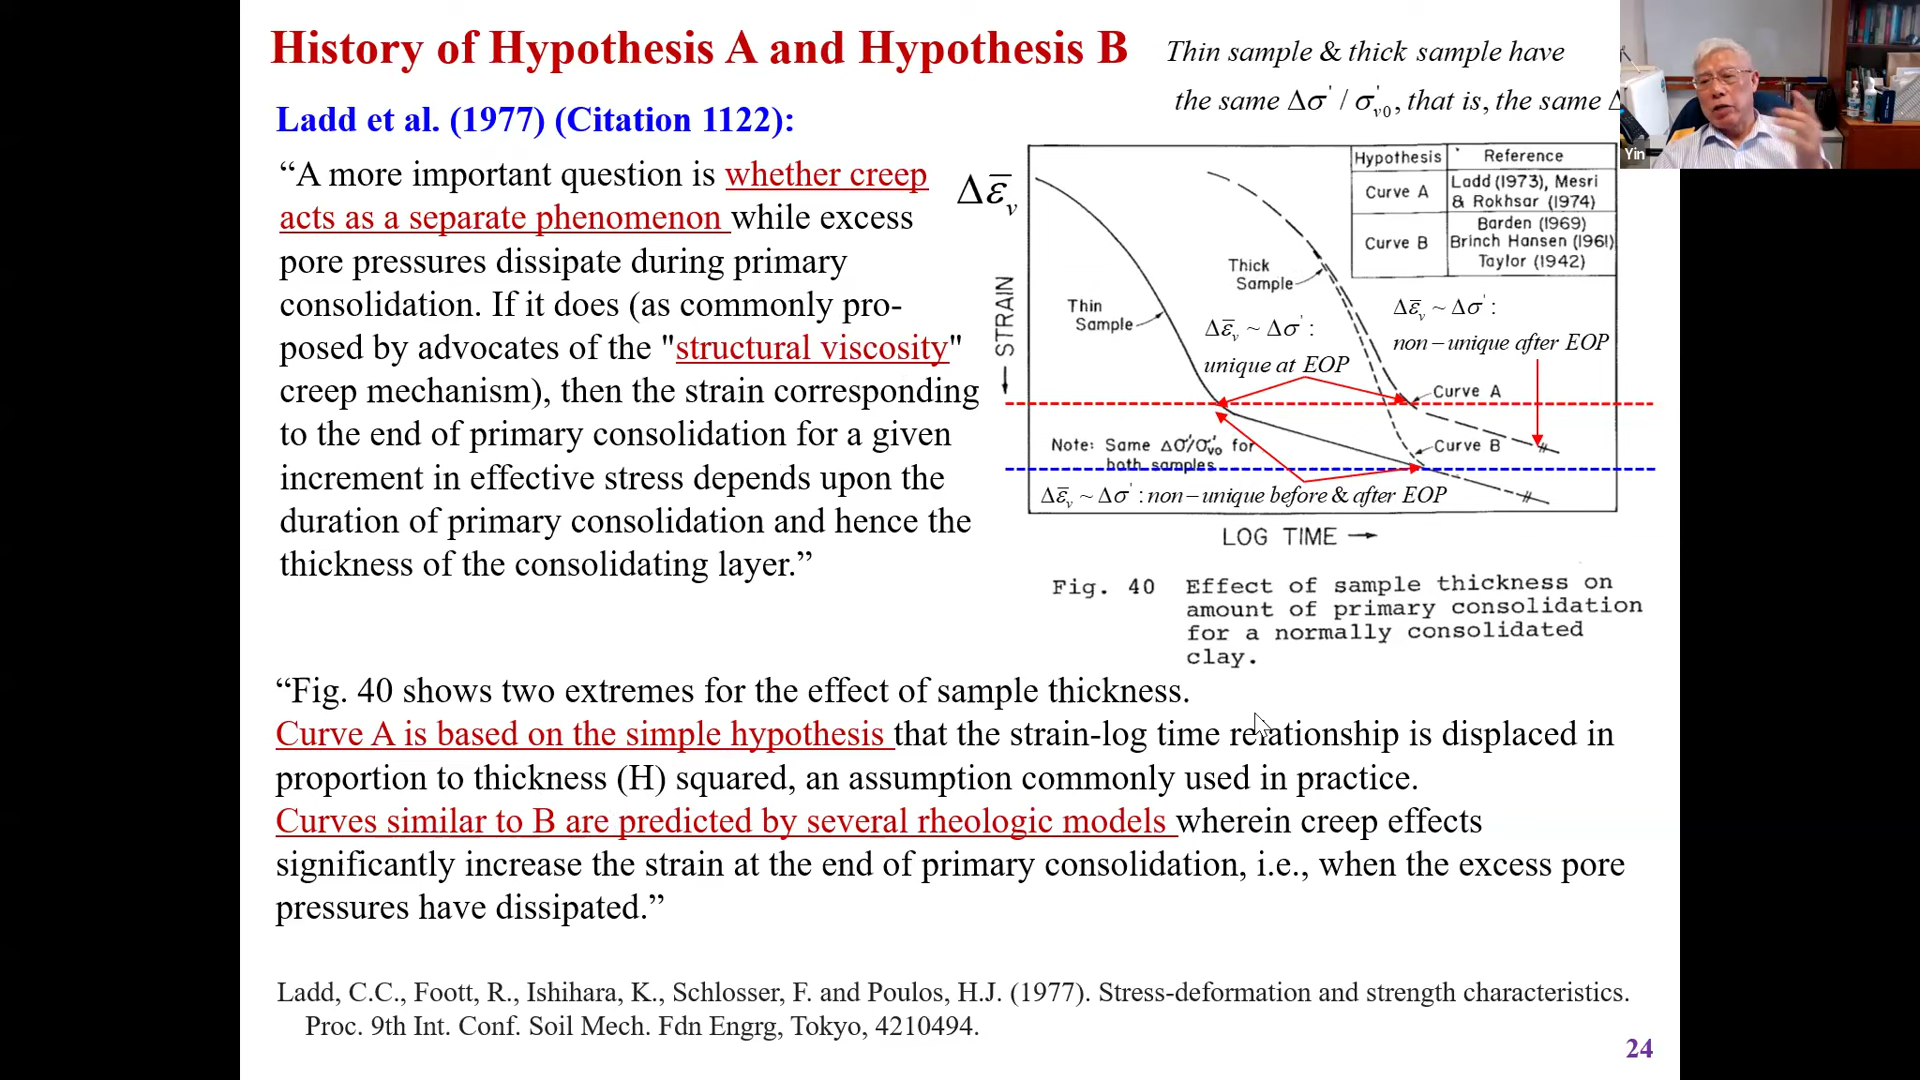 History of Hypothesis A and Hypothesis B
Thin sample & thick sample have
the same Δσ' / σ'v0, that is, the same Δ
Yin
Ladd et al. (1977) (Citation 1122):
“A more important question is whether creep
acts as a separate phenomenon while excess
pore pressures dissipate during primary
consolidation. If it does (as commonly pro-
posed by advocates of the "structural viscosity"
creep mechanism), then the strain corresponding
to the end of primary consolidation for a given
increment in effective stress depends upon the
duration of primary consolidation and hence the
thickness of the consolidating layer.”
Δε̅v
STRAIN
Hypothesis Reference
Curve A Ladd (1973), Mesri
& Rokhsar (1974)
Curve B Barden (1969)
Brinch Hansen (1961)
Taylor (1942)
Thin
Sample
Thick
Sample
Δε̅v ~ Δσ' :
unique at EOP
Δε̅v ~ Δσ' :
non-unique after EOP
Curve A
Curve B
Note: Same Δσ'/σ'vo for
both samples
Δε̅v ~ Δσ' : non-unique before & after EOP
LOG TIME
Fig. 40 Effect of sample thickness on
amount of primary consolidation
for a normally consolidated
clay.
“Fig. 40 shows two extremes for the effect of sample thickness.
Curve A is based on the simple hypothesis that the strain-log time relationship is displaced in
proportion to thickness (H) squared, an assumption commonly used in practice.
Curves similar to B are predicted by several rheologic models wherein creep effects
significantly increase the strain at the end of primary consolidation, i.e., when the excess pore
pressures have dissipated.”
Ladd, C.C., Foott, R., Ishihara, K., Schlosser, F. and Poulos, H.J. (1977). Stress-deformation and strength characteristics.
Proc. 9th Int. Conf. Soil Mech. Fdn Engrg, Tokyo, 4210494.
24